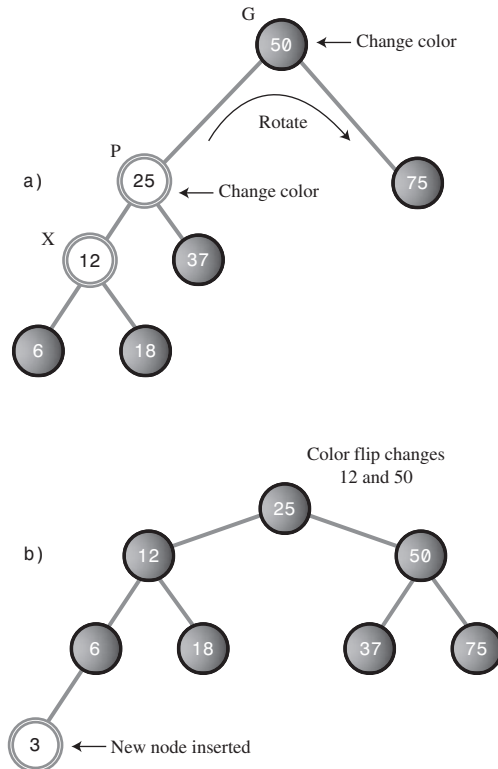 G
50
Change color
Rotate
P
a)
25
75
Change color
X
12
37
6
18
Color flip changes
12 and 50
25
b)
12
50
6
18
37
75
3
New node inserted